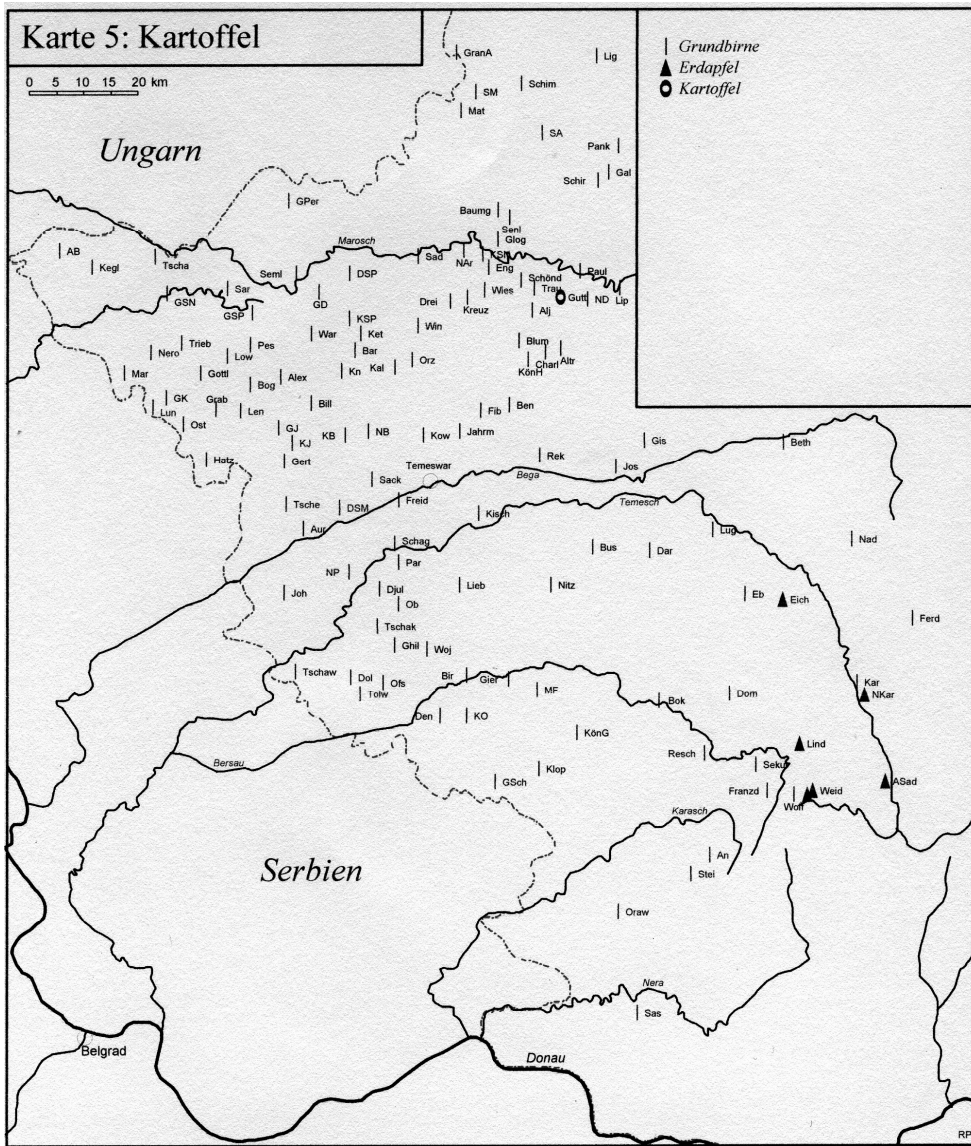 Karte 5: Kartoffel
0 5 10 15 20 km
Grundbirne
Erdapfel
Kartoffel
GranA
Lig
SM
Schim
Mat
SA
Ungarn
Pank
Gal
Schir
GPer
Baumg
Glog
Marosch
AB
Kegl
Tscha
Seml
DSP
Sad
NAr
Eng
Schönd
Paul
GSN
Sar
GSP
GD
Drei
Kreuz
Wies
Trau
Gutt
ND
Lip
Alj
KSP
Win
War
Ket
Nero
Trieb
Low
Pes
Bar
Blum
Charl
Altr
KönH
Mar
Gottl
Bog
Alex
Kn
Kal
Orz
GK
Grab
Lun
Len
Bill
Fib
Ben
Ost
GJ
KJ
KB
NB
Kow
Jahrm
Gis
Beth
Hatz
Gert
Temeswar
Bega
Rek
Jos
Sack
Temesch
Tsche
DSM
Freid
Kisch
Aur
Lug
Nad
Schag
Par
Bus
Dar
NP
Joh
Djul
Lieb
Nitz
Eb
Eich
Ob
Ferd
Tschak
Ghil
Woj
Tschaw
Dol
Ofs
Tolw
Bir
Gier
MF
Bok
Dom
Kar
NKar
Den
KO
KönG
Lind
Bersau
Resch
Seku
Klop
GSch
Franzd
Wolf
Weid
ASad
Karasch
Serbien
An
Stei
Oraw
Nera
Sas
Belgrad
Donau
RP